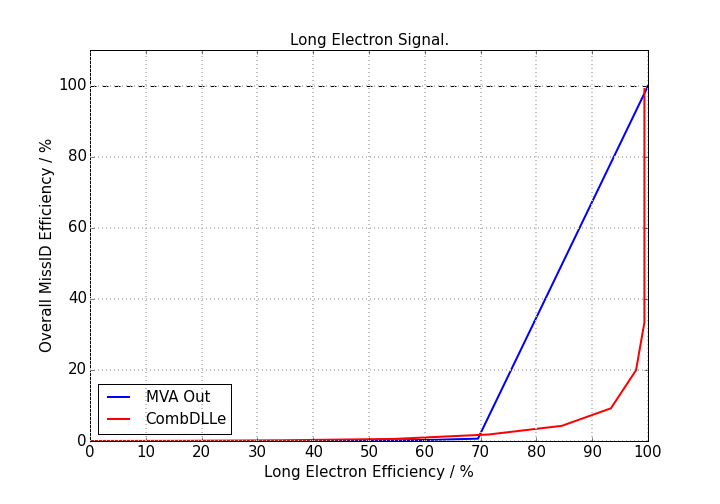 Long Electron Signal.
Overall MissID Efficiency / %
100
80
60
40
20
0
MVA Out
CombDLLe
0 10 20 30 40 50 60 70 80 90 100
Long Electron Efficiency / %